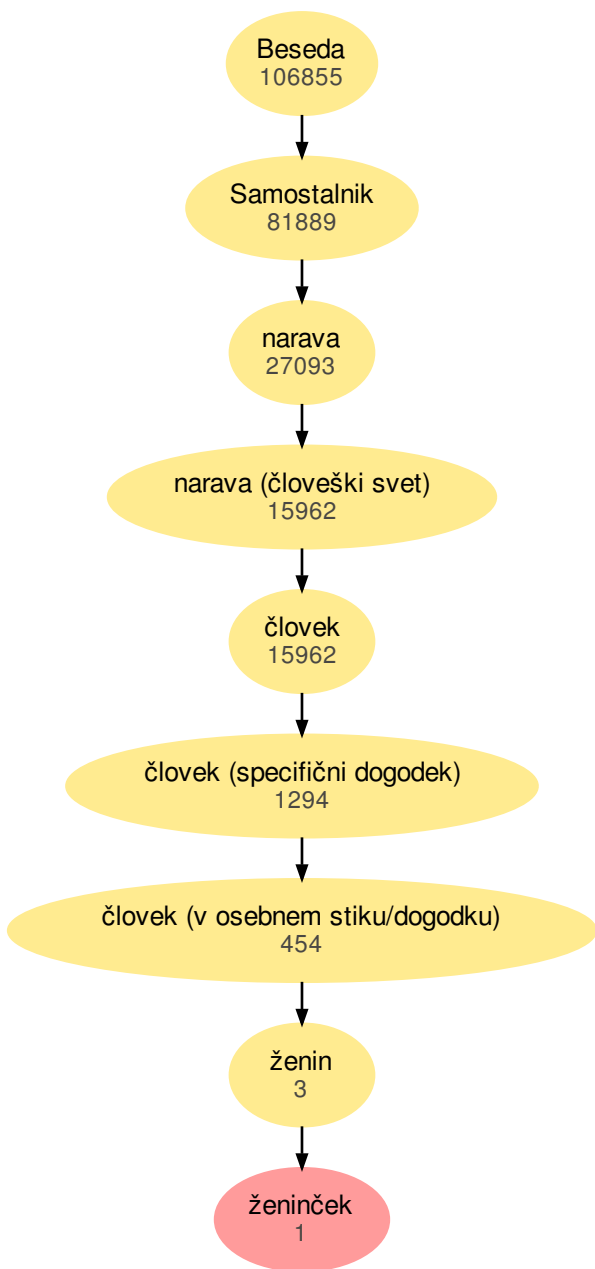 Beseda
106855
Samostalnik
81889
narava
27093
narava (človeški svet)
15962
človek
15962
človek (specifični dogodek)
1294
človek (v osebnem stiku/dogodku)
454
ženin
3
ženinček
1